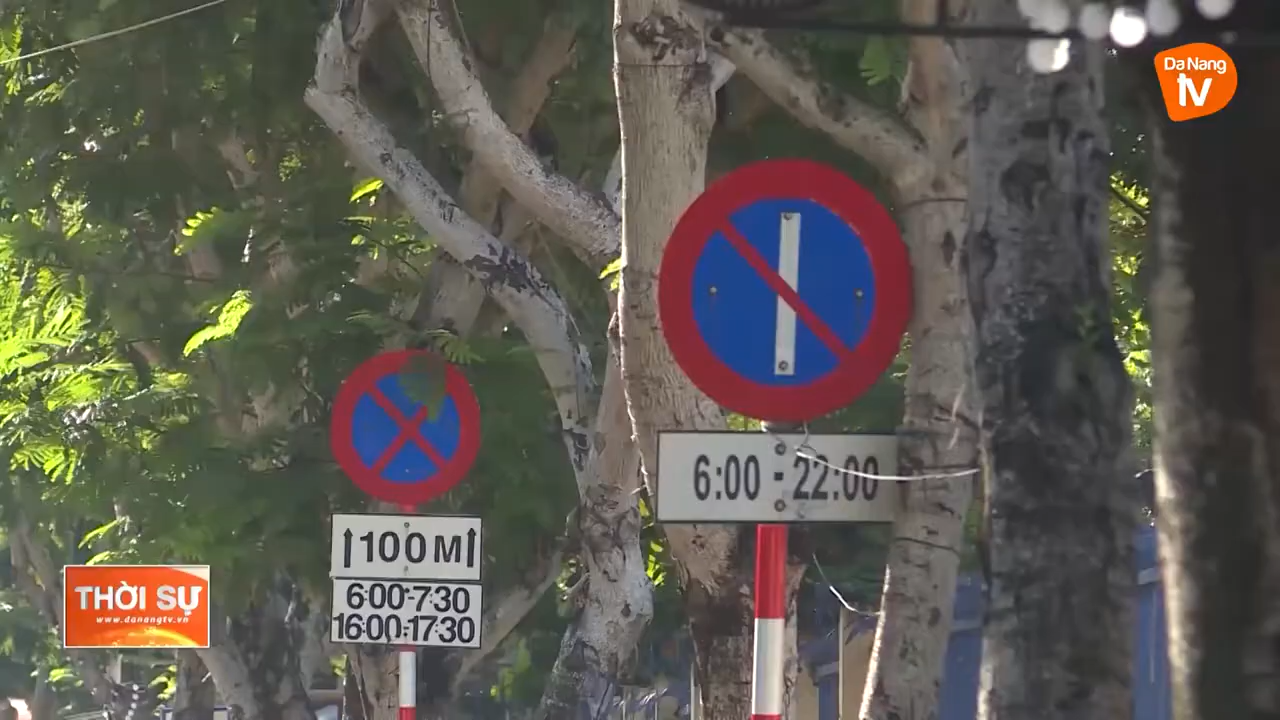 Da Nang
tv
6:00 - 22:00
100 M
6:00-7:30
16:00-17:30
THỜI SỰ
www.danangtv.vn